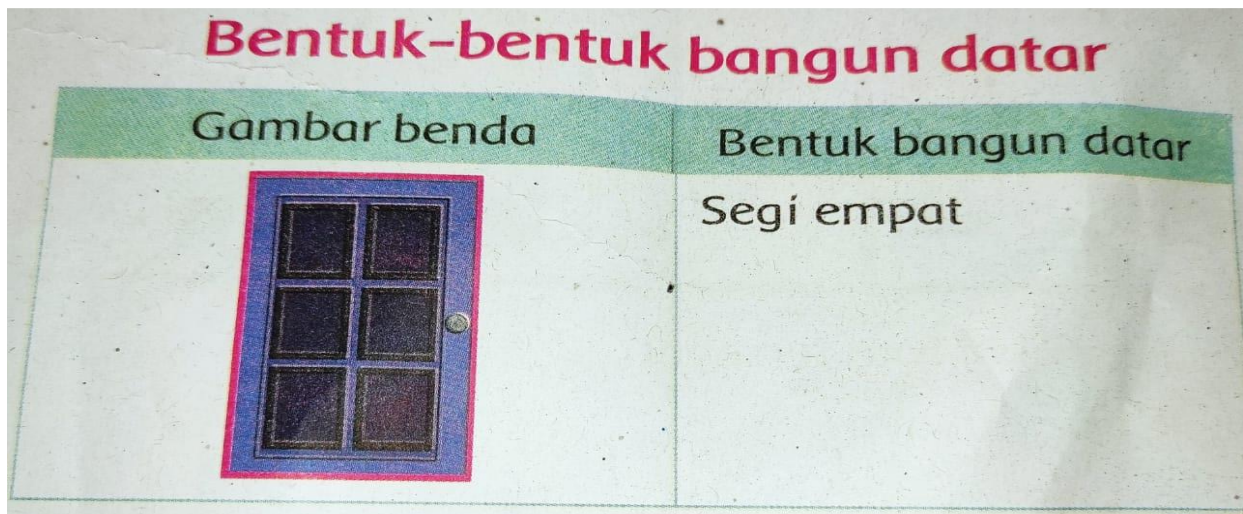 Bentuk-bentuk bangun datar
Gambar benda
Bentuk bangun datar
Segi empat